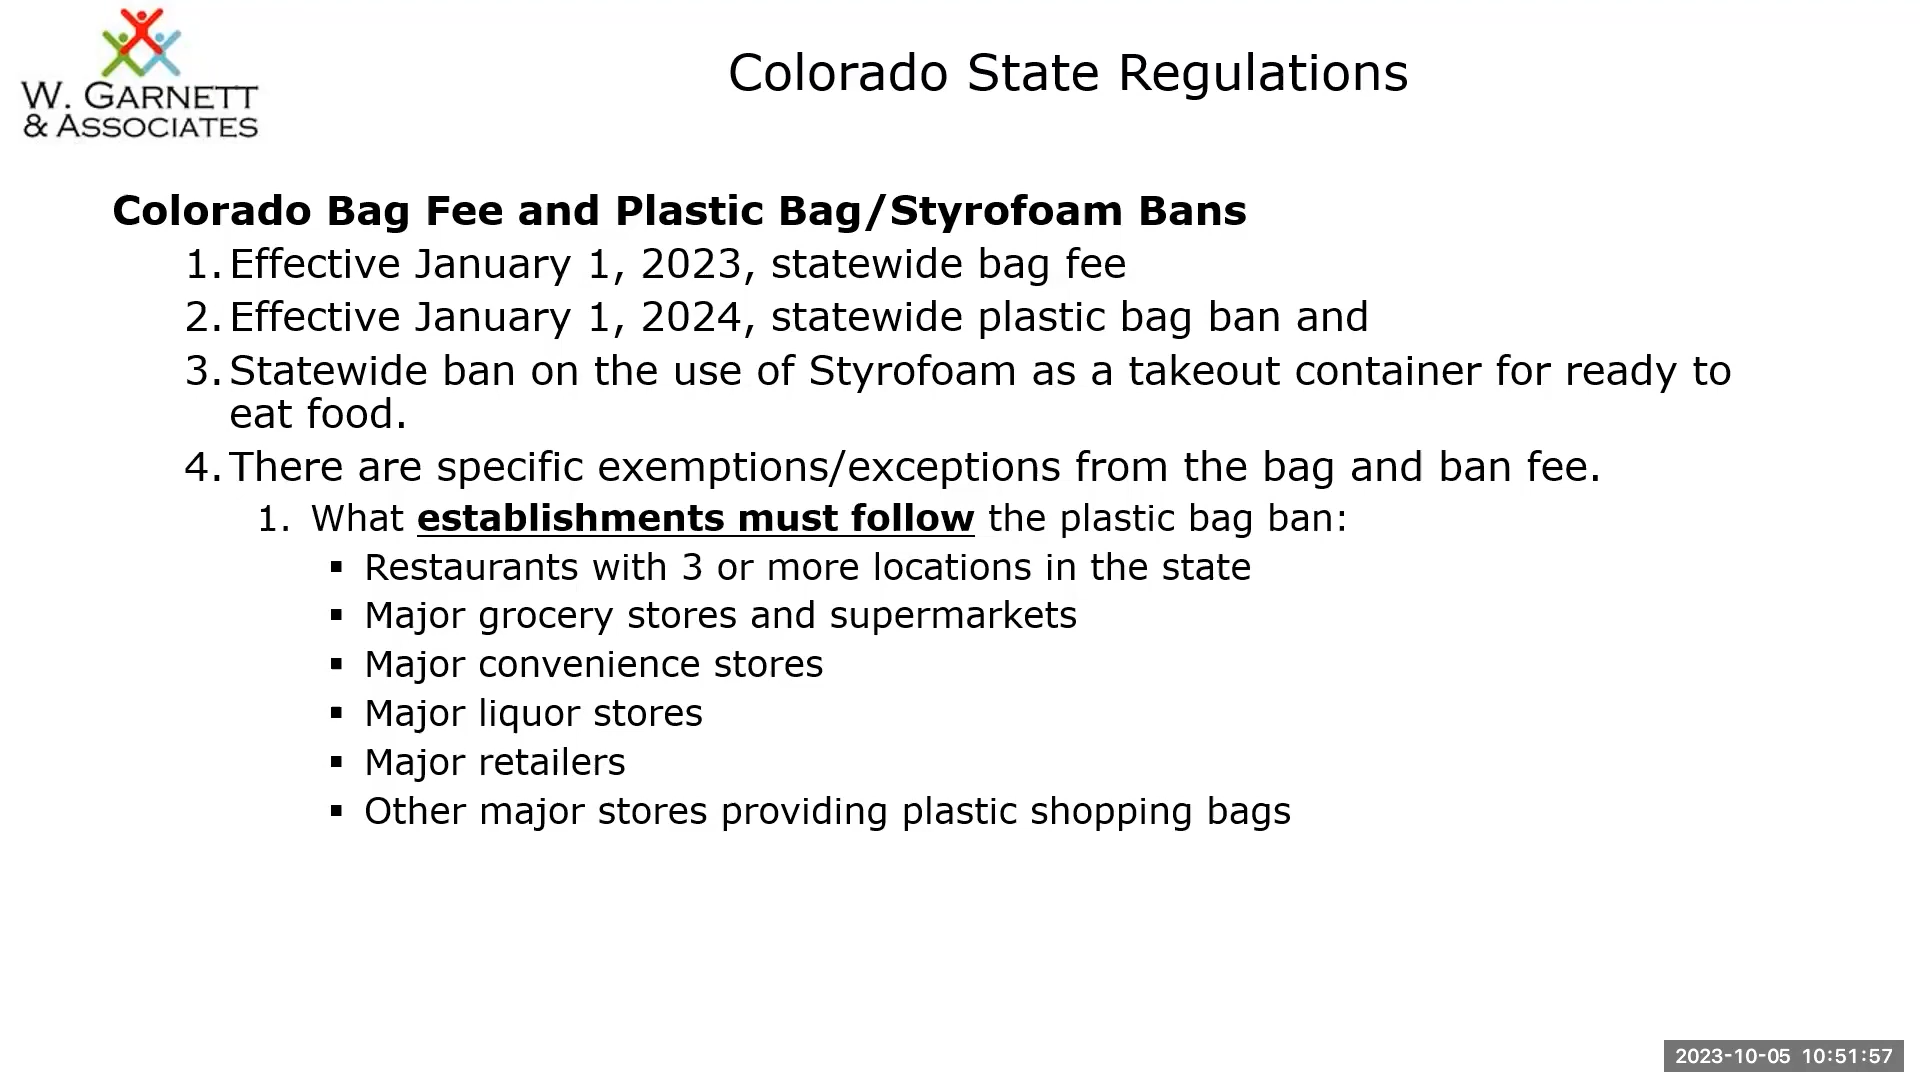 W. GARNETT
& ASSOCIATES
Colorado State Regulations
Colorado Bag Fee and Plastic Bag/Styrofoam Bans
1. Effective January 1, 2023, statewide bag fee
2. Effective January 1, 2024, statewide plastic bag ban and
3. Statewide ban on the use of Styrofoam as a takeout container for ready to
eat food.
4. There are specific exemptions/exceptions from the bag and ban fee.
1. What establishments must follow the plastic bag ban:
▪ Restaurants with 3 or more locations in the state
▪ Major grocery stores and supermarkets
▪ Major convenience stores
▪ Major liquor stores
▪ Major retailers
▪ Other major stores providing plastic shopping bags
2023-10-05 10:51:57